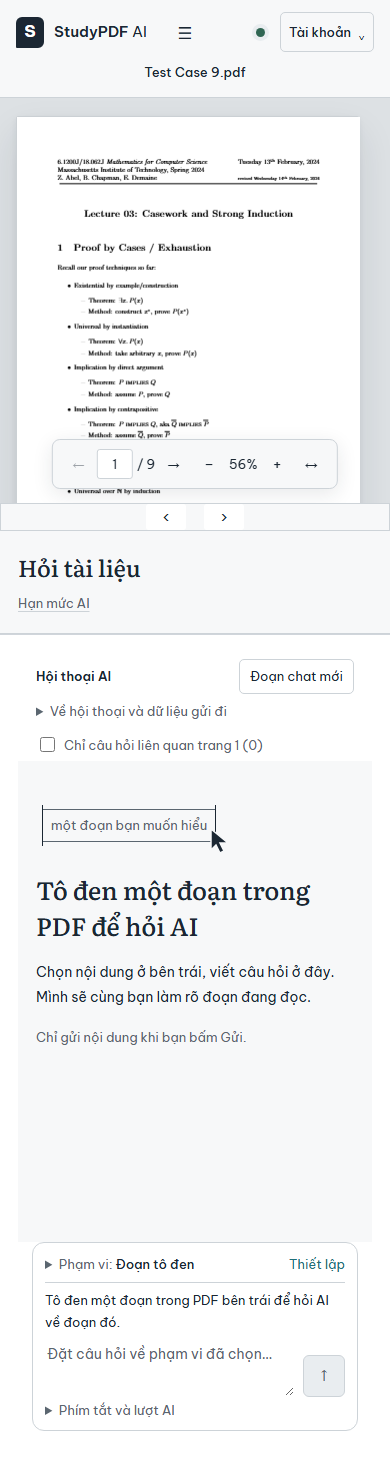 S StudyPDF AI ☰ Tài khoản
Test Case 9.pdf
6.1200J/18.062J Mathematics for Computer Science Tuesday 13th February, 2024
Massachusetts Institute of Technology, Spring 2024
Z. Abel, B. Chapman, E. Demaine revised Wednesday 14th February, 2024
Lecture 03: Casework and Strong Induction
1 Proof by Cases / Exhaustion
Recall our proof techniques so far:
• Existential by example/construction
– Theorem: ∃x. P(x)
– Method: construct x*, prove P(x*)
• Universal by instantiation
– Theorem: ∀x. P(x)
– Method: take arbitrary x, prove P(x)
• Implication by direct argument
– Theorem: P IMPLIES Q
– Method: assume P, prove Q
• Implication by contrapositive
– Theorem: P IMPLIES Q, aka Q̅ IMPLIES P̅
– Method: assume Q̅, prove P̅
← 1 / 9 → − 56% + ↔
• Universal over ℕ by induction
‹ ›
Hỏi tài liệu
Hạn mức AI
Hội thoại AI Đoạn chat mới
▶ Về hội thoại và dữ liệu gửi đi
Chỉ câu hỏi liên quan trang 1 (0)
một đoạn bạn muốn hiểu
Tô đen một đoạn trong
PDF để hỏi AI
Chọn nội dung ở bên trái, viết câu hỏi ở đây.
Mình sẽ cùng bạn làm rõ đoạn đang đọc.
Chỉ gửi nội dung khi bạn bấm Gửi.
▶ Phạm vi: Đoạn tô đen Thiết lập
Tô đen một đoạn trong PDF bên trái để hỏi AI
về đoạn đó.
Đặt câu hỏi về phạm vi đã chọn...
↑
▶ Phím tắt và lượt AI